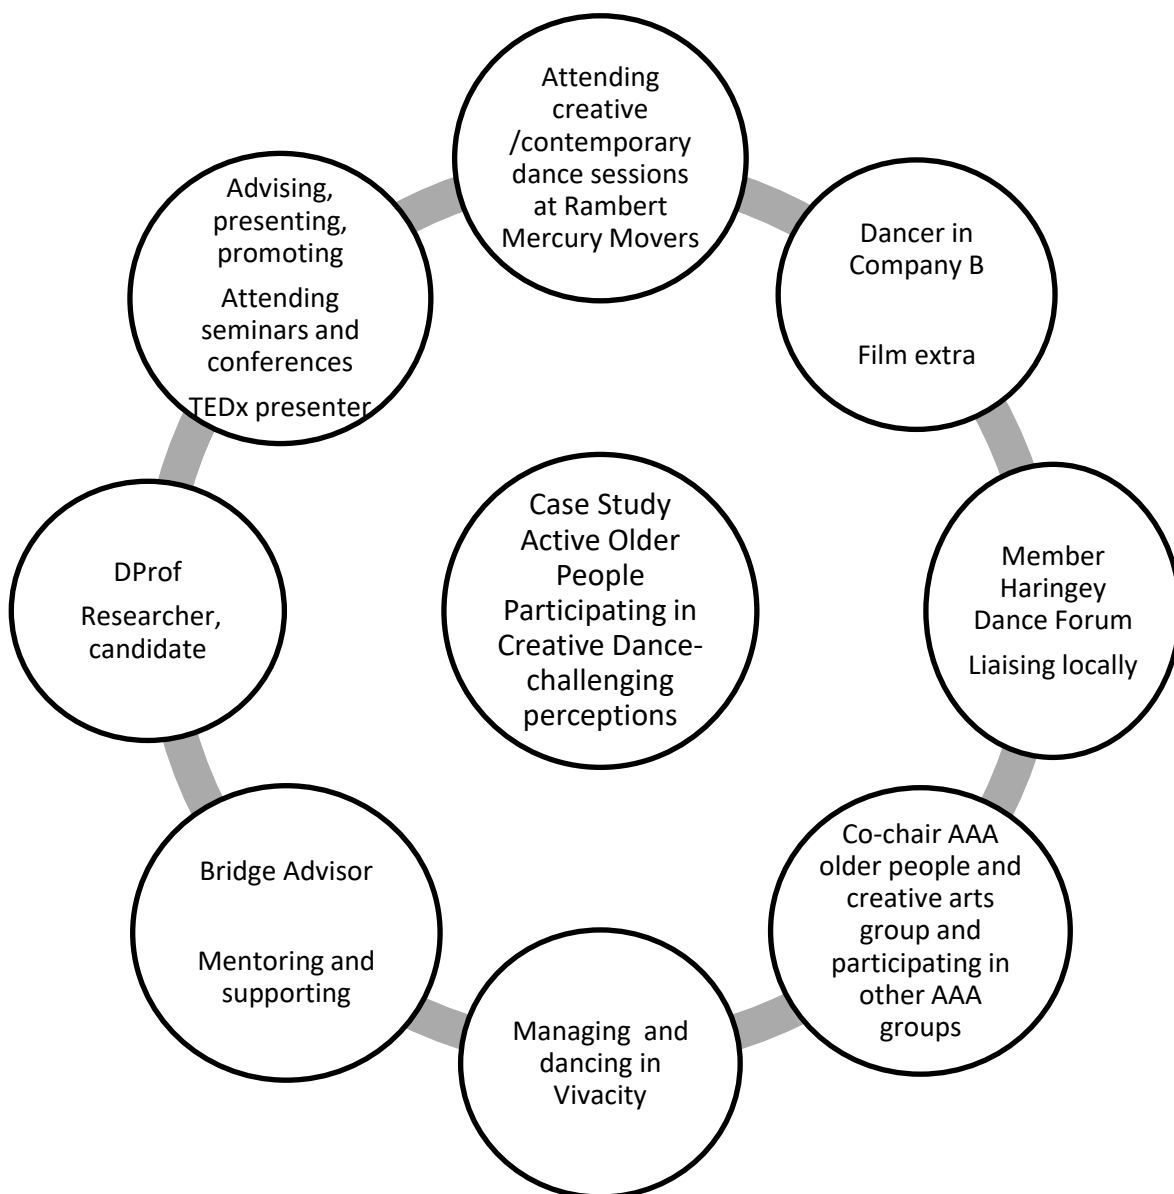 Attending
creative
/contemporary
dance sessions
at Rambert
Mercury Movers
Dancer in
Company B
Film extra
Member
Haringey
Dance Forum
Liaising locally
Co-chair AAA
older people and
creative arts
group and
participating in
other AAA
groups
Managing  and
dancing in
Vivacity
Bridge Advisor
Mentoring and
supporting
DProf
Researcher,
candidate
Advising,
presenting,
promoting
Attending
seminars and
conferences
TEDx presenter
Case Study
Active Older
People
Participating in
Creative Dance-
challenging
perceptions